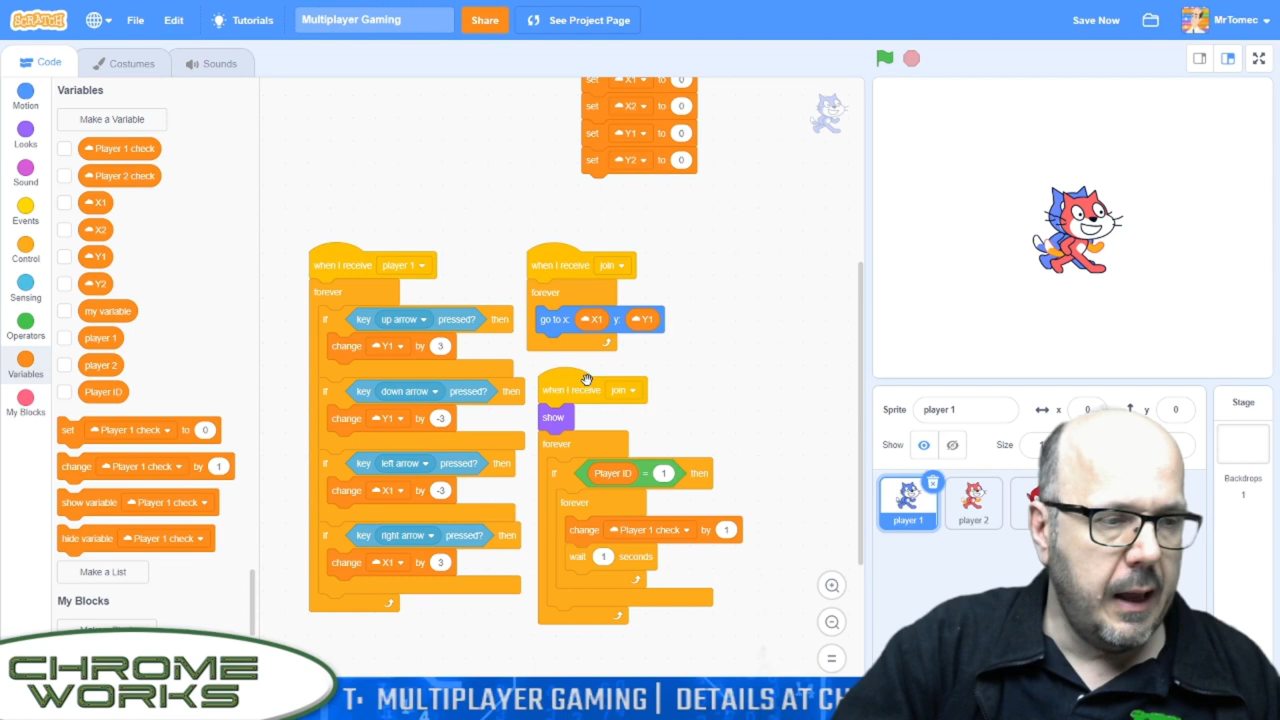 SCRATCH
File
Edit
Tutorials
Multiplayer Gaming
Share
See Project Page
Save Now
MrTomec
Code
Costumes
Sounds
Motion
Looks
Sound
Events
Control
Sensing
Operators
Variables
My Blocks
Variables
Make a Variable
Player 1 check
Player 2 check
X1
X2
Y1
Y2
my variable
player 1
player 2
Player ID
set Player 1 check to 0
change Player 1 check by 1
show variable Player 1 check
hide variable Player 1 check
Make a List
My Blocks
set X1 to 0
set X2 to 0
set Y1 to 0
set Y2 to 0
when I receive player 1
forever
if key up arrow pressed? then
change Y1 by 3
if key down arrow pressed? then
change Y1 by -3
if key left arrow pressed? then
change X1 by -3
if key right arrow pressed? then
change X1 by 3
when I receive join
forever
go to x: X1 y: Y1
when I receive join
show
forever
if Player ID = 1 then
forever
change Player 1 check by 1
wait 1 seconds
Sprite player 1 x 0 y 0
Show Size
player 1
player 2
Stage
Backdrops
1
CHROME
WORKS
T: MULTIPLAYER GAMING | DETAILS AT CH